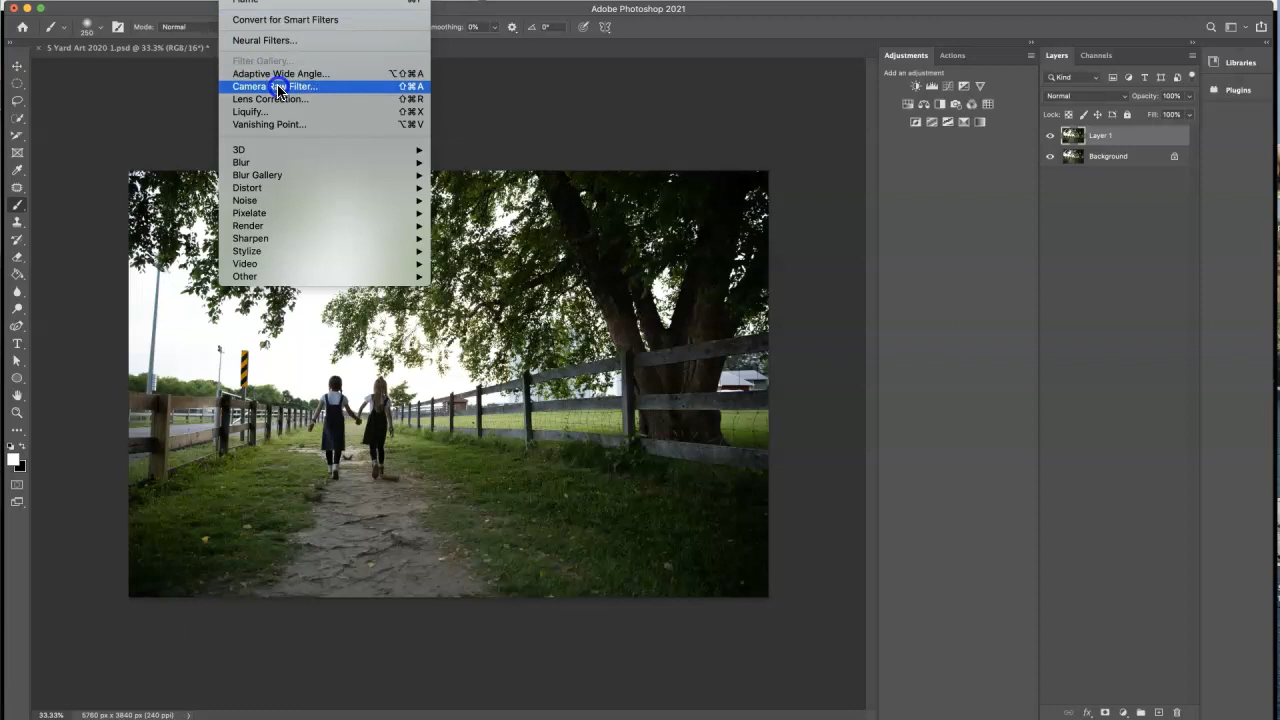 Adobe Photoshop 2021
250
Mode: Normal
Smoothing: 0%
0°
5 Yard Art 2020 1.psd @ 33.3% (RGB/16*) *
Convert for Smart Filters
Neural Filters...
Filter Gallery...
Adaptive Wide Angle... ⌥⇧⌘A
Camera Raw Filter... ⇧⌘A
Lens Correction... ⇧⌘R
Liquify... ⇧⌘X
Vanishing Point... ⌥⌘V
3D
Blur
Blur Gallery
Distort
Noise
Pixelate
Render
Sharpen
Stylize
Video
Other
Adjustments
Actions
Add an adjustment
Layers
Channels
Kind
Normal
Opacity: 100%
Lock:
Fill: 100%
Layer 1
Background
Libraries
Plugins
33.33%
5760 px x 3840 px (240 ppi)